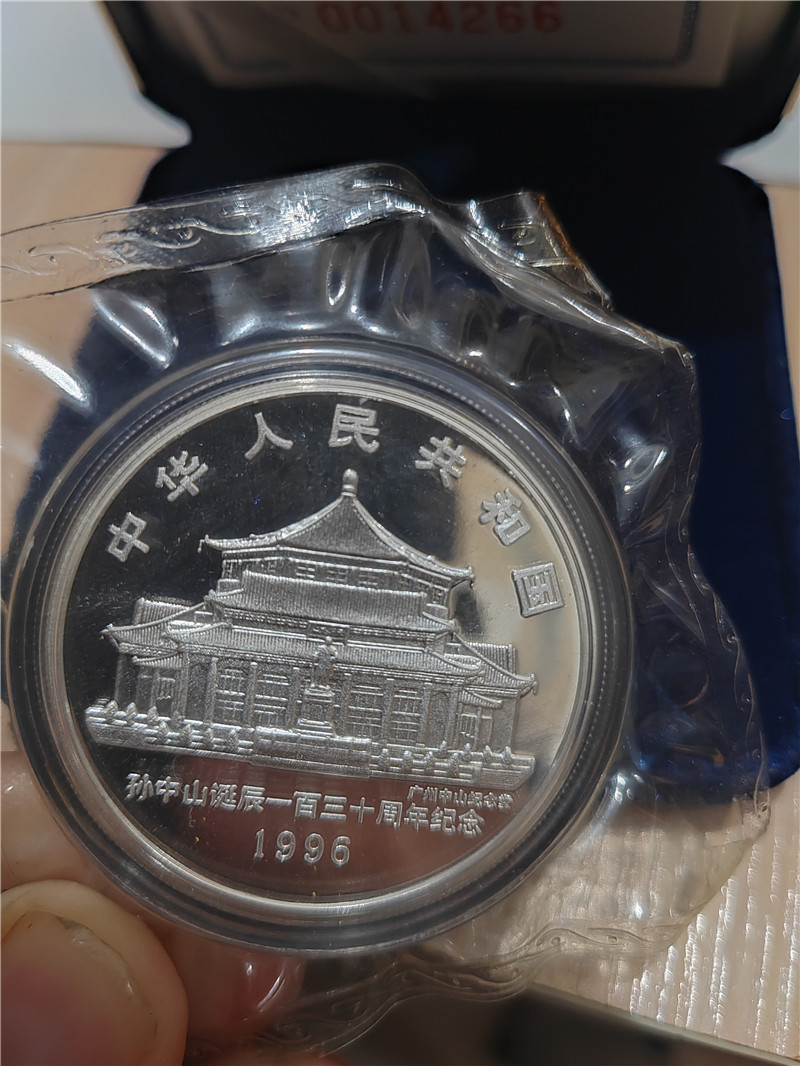 0014266
中华人民共和国
广州中山纪念堂
孙中山诞辰一百三十周年纪念
1996